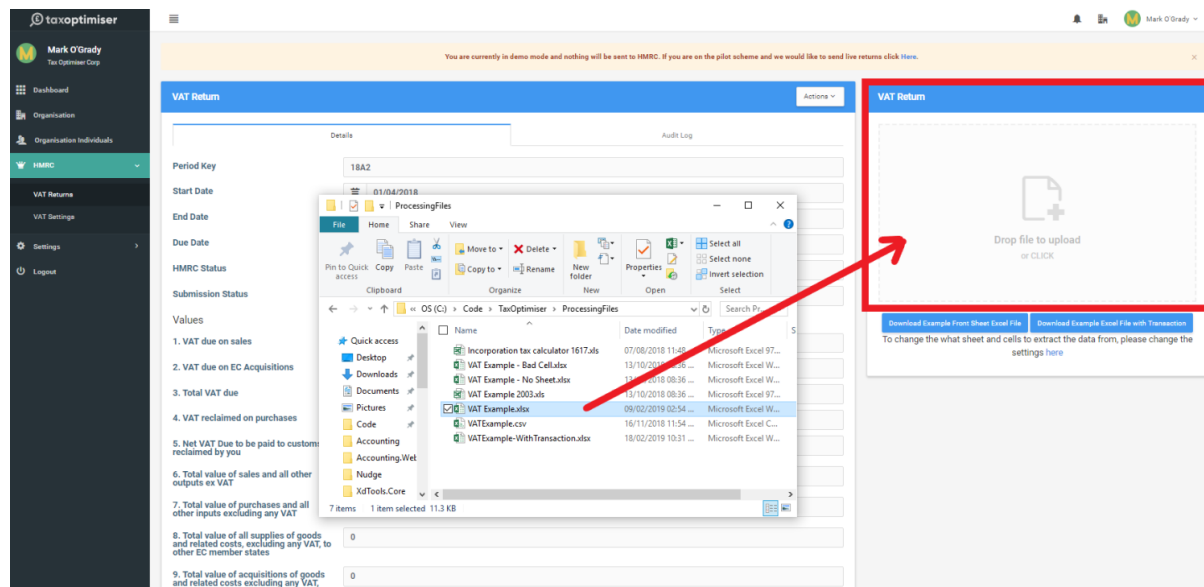 taxoptimiser
Mark O'Grady
Mark O'Grady
Tax Optimiser Corp
You are currently in demo mode and nothing will be sent to HMRC. If you are on the pilot scheme and we would like to send live returns click Here.
Dashboard
Organisation
Organisation Individuals
HMRC
VAT Returns
VAT Settings
Settings
Logout
VAT Return
Actions
Details
Audit Log
Period Key
18A2
Start Date
01/04/2018
End Date
Due Date
HMRC Status
Submission Status
Values
1. VAT due on sales
2. VAT due on EC Acquisitions
3. Total VAT due
4. VAT reclaimed on purchases
5. Net VAT Due to be paid to customs
reclaimed by you
6. Total value of sales and all other
outputs ex VAT
7. Total value of purchases and all
other inputs excluding any VAT
8. Total value of all supplies of goods
and related costs, excluding any VAT, to
other EC member states
0
9. Total value of acquisitions of goods
and related costs excluding any VAT,
0
ProcessingFiles
File
Home
Share
View
Pin to Quick
access
Copy
Paste
Clipboard
Move to
Copy to
Delete
Rename
Organize
New
folder
New
Properties
Open
Select all
Select none
Invert selection
Select
« OS (C:) > Code > TaxOptimiser > ProcessingFiles
Search Pr...
Quick access
Desktop
Downloads
Documents
Pictures
Code
Accounting
Accounting.Web
Nudge
XdTools.Core
Name
Date modified
Type
S
Incorporation tax calculator 1617.xls
07/08/2018 11:48
Microsoft Excel 97...
VAT Example - Bad Cell.xlsx
Microsoft Excel W...
VAT Example - No Sheet.xlsx
2018 08:36 ...
Microsoft Excel W...
VAT Example 2003.xls
13/10/2018 08:36 ...
Microsoft Excel 97...
VAT Example.xlsx
09/02/2019 02:54 ...
Microsoft Excel W...
VATExample.csv
16/11/2018 11:54 ...
Microsoft Excel C...
VATExample-WithTransaction.xlsx
18/02/2019 10:31 ...
Microsoft Excel W...
7 items
1 item selected 11.3 KB
VAT Return
Drop file to upload
or CLICK
Download Example Front Sheet Excel File
Download Example Excel File with Transaction
To change the what sheet and cells to extract the data from, please change the
settings here